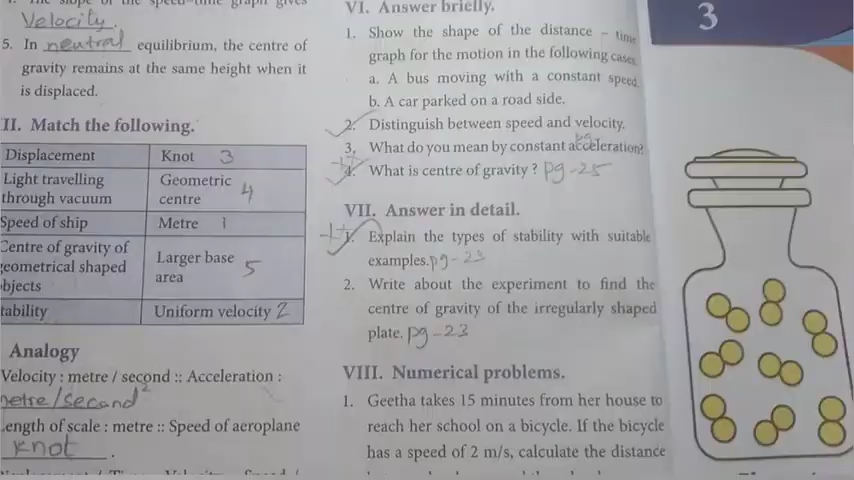 Velocity.
5. In neutral equilibrium, the centre of
gravity remains at the same height when it
is displaced.
II. Match the following.
Displacement Knot 3
Light travelling through vacuum Geometric centre 4
Speed of ship Metre 1
Centre of gravity of geometrical shaped objects Larger base area 5
tability Uniform velocity 2
Analogy
Velocity : metre / second :: Acceleration :
metre/second²
Length of scale : metre :: Speed of aeroplane
knot.
VI. Answer briefly.
1. Show the shape of the distance – time
graph for the motion in the following cases.
a. A bus moving with a constant speed.
b. A car parked on a road side.
2. Distinguish between speed and velocity.
3. What do you mean by constant acceleration?
4. What is centre of gravity ? pg-25
VII. Answer in detail.
1. Explain the types of stability with suitable
examples. pg-23
2. Write about the experiment to find the
centre of gravity of the irregularly shaped
plate. pg-23
VIII. Numerical problems.
1. Geetha takes 15 minutes from her house to
reach her school on a bicycle. If the bicycle
has a speed of 2 m/s, calculate the distance
3